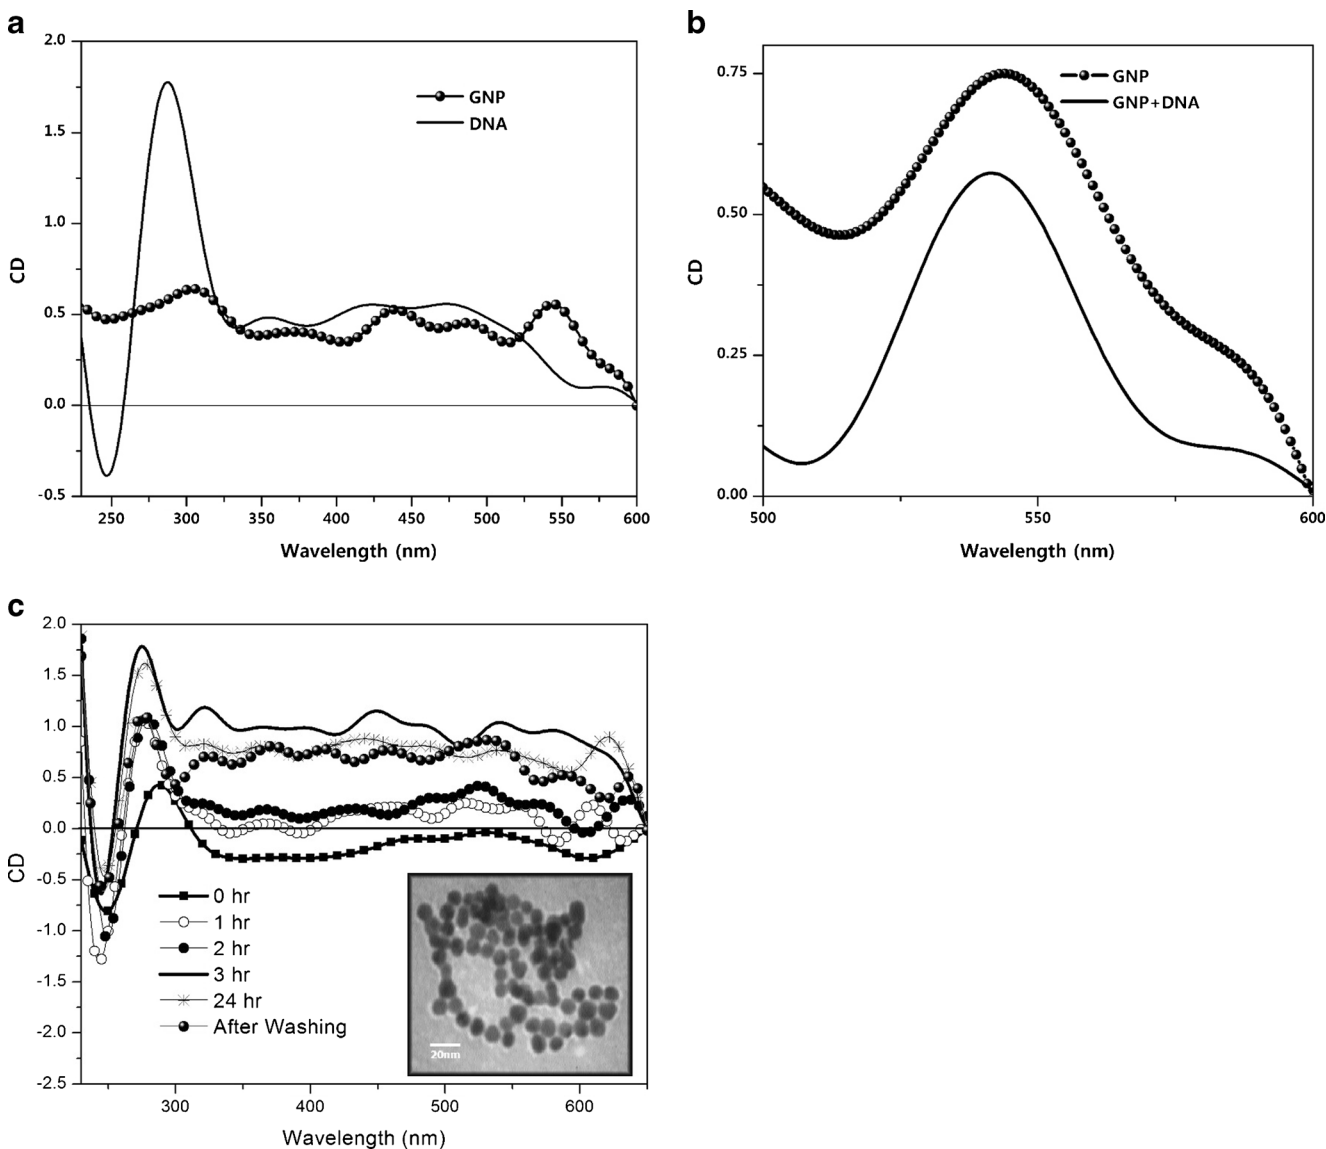 a
2.0
1.5
1.0
0.5
0.0
-0.5
CD
GNP
DNA
250 300 350 400 450 500 550 600
Wavelength (nm)
b
0.75
0.50
0.25
0.00
CD
GNP
GNP+DNA
500 550 600
Wavelength (nm)
c
2.0
1.5
1.0
0.5
0.0
-0.5
-1.0
-1.5
-2.0
-2.5
CD
0 hr
1 hr
2 hr
3 hr
24 hr
After Washing
20nm
300 400 500 600
Wavelength (nm)